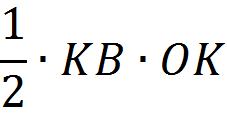 1/2 · KB · OK